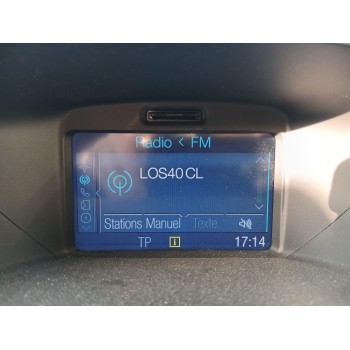 Radio < FM
LOS40 CL
Stations Manuel Texte
TP i 17:14